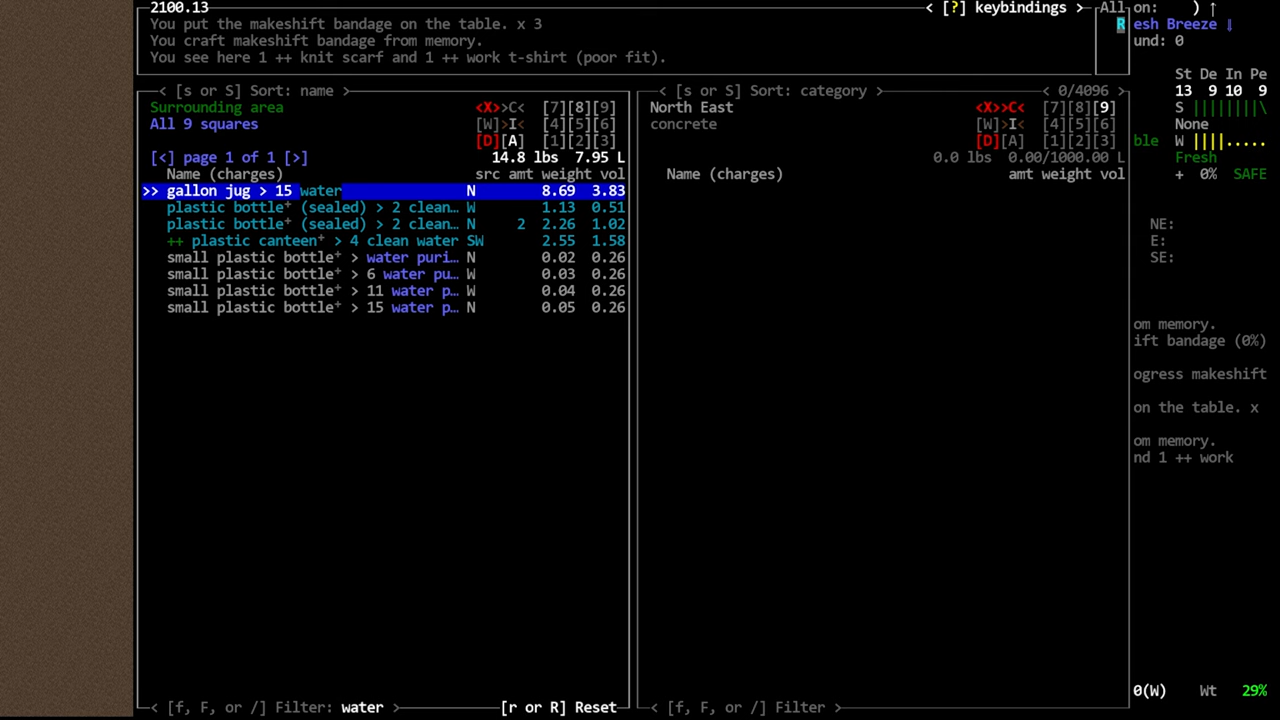 2100.13 < [?] keybindings > All on: ) ↑
You put the makeshift bandage on the table. x 3 R esh Breeze ↓
You craft makeshift bandage from memory. und: 0
You see here 1 ++ knit scarf and 1 ++ work t-shirt (poor fit).
St De In Pe
< [s or S] Sort: name > < [s or S] Sort: category > < 0/4096 > 13 9 10 9
Surrounding area <X>>C< [7][8][9] North East <X>>C< [7][8][9] S ||||||||\
All 9 squares [W]>I< [4][5][6] concrete [W]>I< [4][5][6] None
[D][A] [1][2][3] [D][A] [1][2][3] ble W ||||.....
[<] page 1 of 1 [>] 14.8 lbs 7.95 L 0.0 lbs 0.00/1000.00 L Fresh
Name (charges) src amt weight vol Name (charges) amt weight vol + 0% SAFE
>> gallon jug > 15 water N 8.69 3.83
plastic bottle⁺ (sealed) > 2 clean… W 1.13 0.51
plastic bottle⁺ (sealed) > 2 clean… N 2 2.26 1.02 NE:
++ plastic canteen⁺ > 4 clean water SW 2.55 1.58 E:
small plastic bottle⁺ > water puri… N 0.02 0.26 SE:
small plastic bottle⁺ > 6 water pu… W 0.03 0.26
small plastic bottle⁺ > 11 water p… W 0.04 0.26
small plastic bottle⁺ > 15 water p… N 0.05 0.26
om memory.
ift bandage (0%)
ogress makeshift
on the table. x
om memory.
nd 1 ++ work
0(W) Wt 29%
< [f, F, or /] Filter: water > [r or R] Reset < [f, F, or /] Filter >